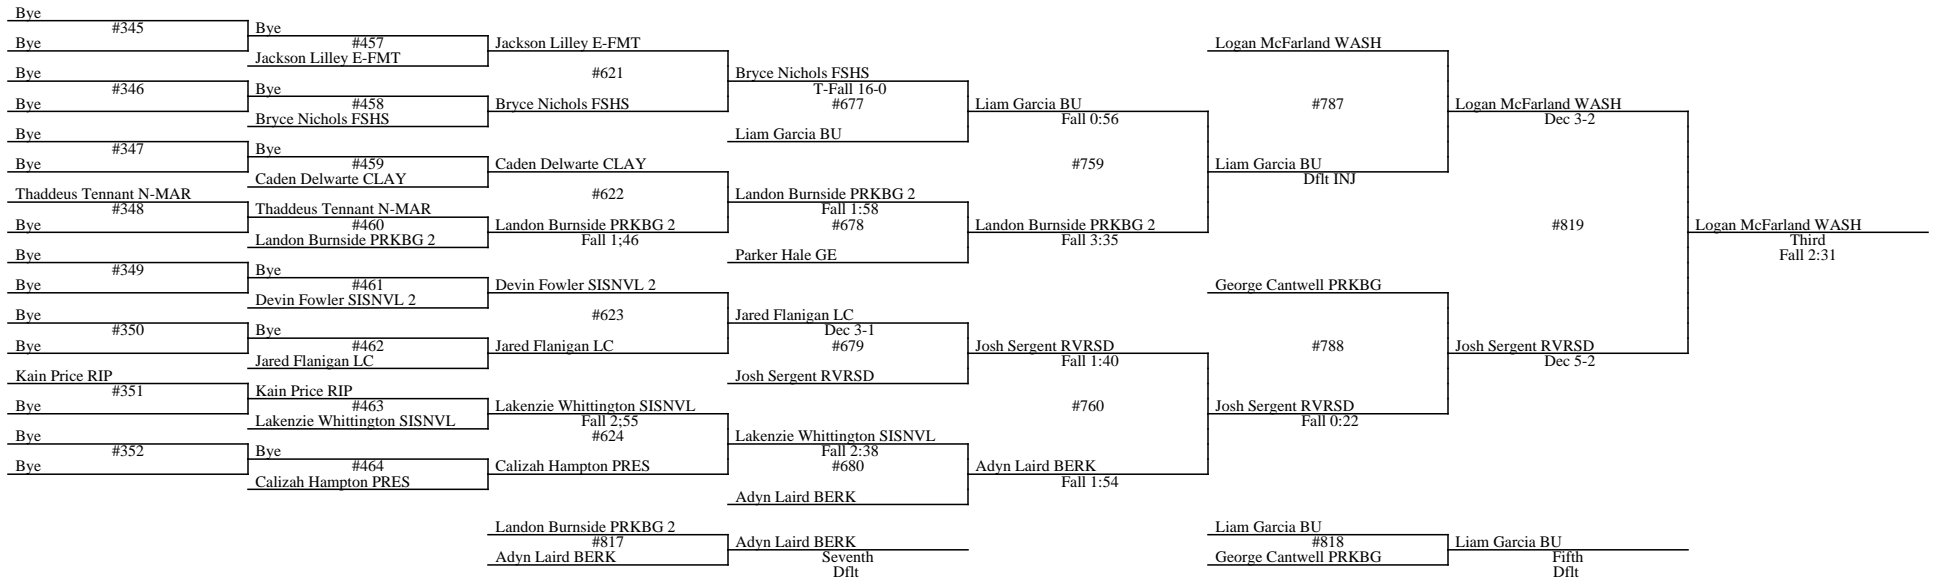 Bye
#345
Bye
Bye
#346
Bye
Bye
#347
Bye
Thaddeus Tennant N-MAR
#348
Bye
Bye
#349
Bye
Bye
#350
Bye
Kain Price RIP
#351
Bye
Bye
#352
Bye
Bye
#457
Jackson Lilley E-FMT
Bye
#458
Bryce Nichols FSHS
Bye
#459
Caden Delwarte CLAY
Thaddeus Tennant N-MAR
#460
Landon Burnside PRKBG 2
Bye
#461
Devin Fowler SISNVL 2
Bye
#462
Jared Flanigan LC
Kain Price RIP
#463
Lakenzie Whittington SISNVL
Bye
#464
Calizah Hampton PRES
Jackson Lilley E-FMT
#621
Bryce Nichols FSHS
Caden Delwarte CLAY
#622
Landon Burnside PRKBG 2
Fall 1;46
Devin Fowler SISNVL 2
#623
Jared Flanigan LC
Lakenzie Whittington SISNVL
Fall 2;55
#624
Calizah Hampton PRES
Bryce Nichols FSHS
T-Fall 16-0
#677
Liam Garcia BU
Landon Burnside PRKBG 2
Fall 1:58
#678
Parker Hale GE
Jared Flanigan LC
Dec 3-1
#679
Josh Sergent RVRSD
Lakenzie Whittington SISNVL
Fall 2:38
#680
Adyn Laird BERK
Liam Garcia BU
Fall 0:56
#759
Landon Burnside PRKBG 2
Fall 3:35
Josh Sergent RVRSD
Fall 1:40
#760
Adyn Laird BERK
Fall 1:54
Logan McFarland WASH
#787
Liam Garcia BU
Dflt INJ
George Cantwell PRKBG
#788
Josh Sergent RVRSD
Fall 0:22
Logan McFarland WASH
Dec 3-2
#819
Josh Sergent RVRSD
Dec 5-2
Logan McFarland WASH
Third
Fall 2:31
Landon Burnside PRKBG 2
#817
Adyn Laird BERK
Adyn Laird BERK
Seventh
Dflt
Liam Garcia BU
#818
George Cantwell PRKBG
Liam Garcia BU
Fifth
Dflt